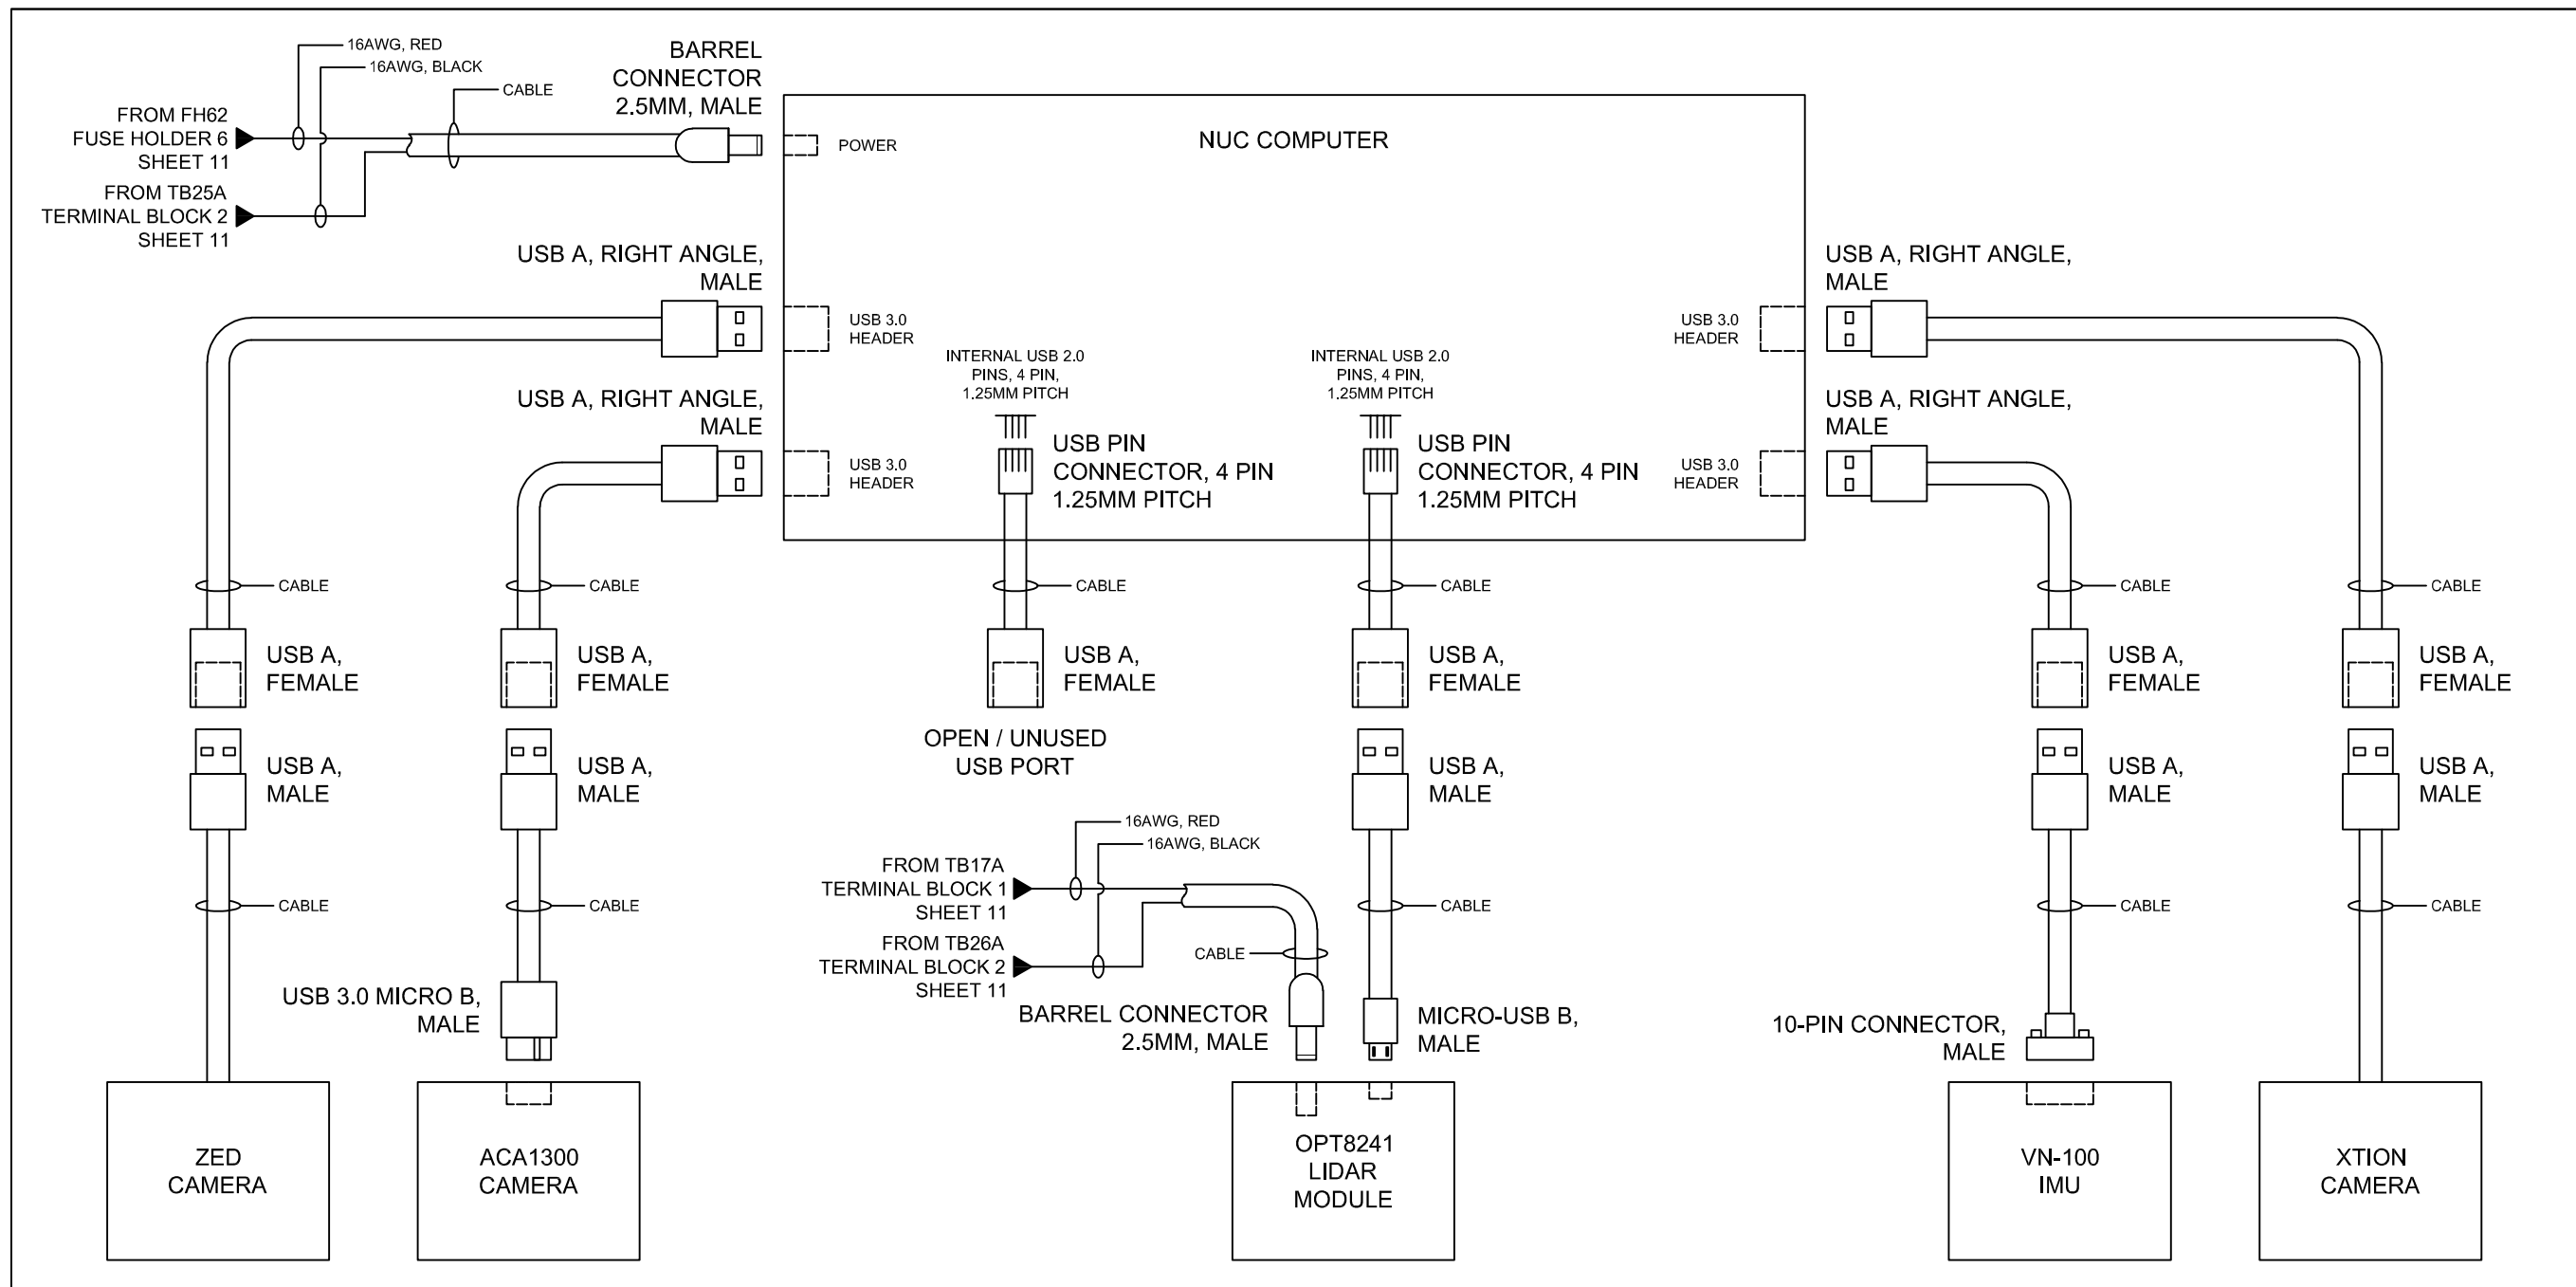 16AWG, RED
16AWG, BLACK
CABLE
BARREL
CONNECTOR
2.5MM, MALE
FROM FH62
FUSE HOLDER 6
SHEET 11
FROM TB25A
TERMINAL BLOCK 2
SHEET 11
POWER
NUC COMPUTER
USB A, RIGHT ANGLE,
MALE
USB 3.0
HEADER
USB A, RIGHT ANGLE,
MALE
USB 3.0
HEADER
INTERNAL USB 2.0
PINS, 4 PIN,
1.25MM PITCH
USB PIN
CONNECTOR, 4 PIN
1.25MM PITCH
INTERNAL USB 2.0
PINS, 4 PIN,
1.25MM PITCH
USB PIN
CONNECTOR, 4 PIN
1.25MM PITCH
USB 3.0
HEADER
USB A, RIGHT ANGLE,
MALE
USB 3.0
HEADER
USB A, RIGHT ANGLE,
MALE
CABLE
CABLE
CABLE
CABLE
CABLE
CABLE
USB A,
FEMALE
USB A,
FEMALE
USB A,
FEMALE
USB A,
FEMALE
USB A,
FEMALE
USB A,
FEMALE
OPEN / UNUSED
USB PORT
USB A,
MALE
USB A,
MALE
USB A,
MALE
USB A,
MALE
USB A,
MALE
16AWG, RED
16AWG, BLACK
FROM TB17A
TERMINAL BLOCK 1
SHEET 11
FROM TB26A
TERMINAL BLOCK 2
SHEET 11
CABLE
CABLE
CABLE
CABLE
CABLE
CABLE
USB 3.0 MICRO B,
MALE
BARREL CONNECTOR
2.5MM, MALE
MICRO-USB B,
MALE
10-PIN CONNECTOR,
MALE
ZED
CAMERA
ACA1300
CAMERA
OPT8241
LIDAR
MODULE
VN-100
IMU
XTION
CAMERA